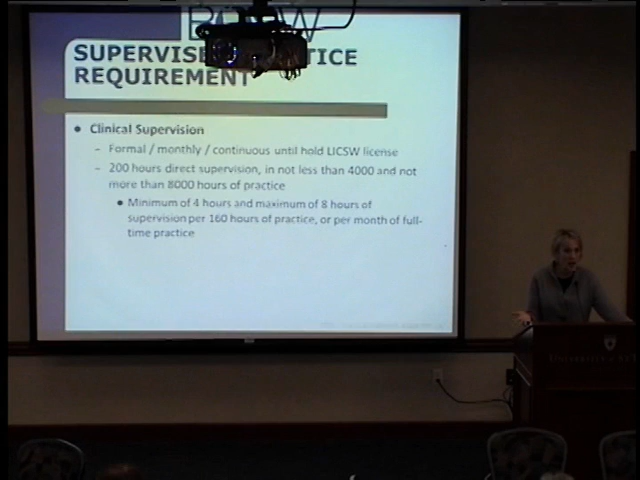 BOSW
SUPERVISE TICE
REQUIREMENT
• Clinical Supervision
– Formal / monthly / continuous until hold LICSW license
– 200 hours direct supervision, in not less than 4000 and not
more than 8000 hours of practice
• Minimum of 4 hours and maximum of 8 hours of
supervision per 160 hours of practice, or per month of full-
time practice